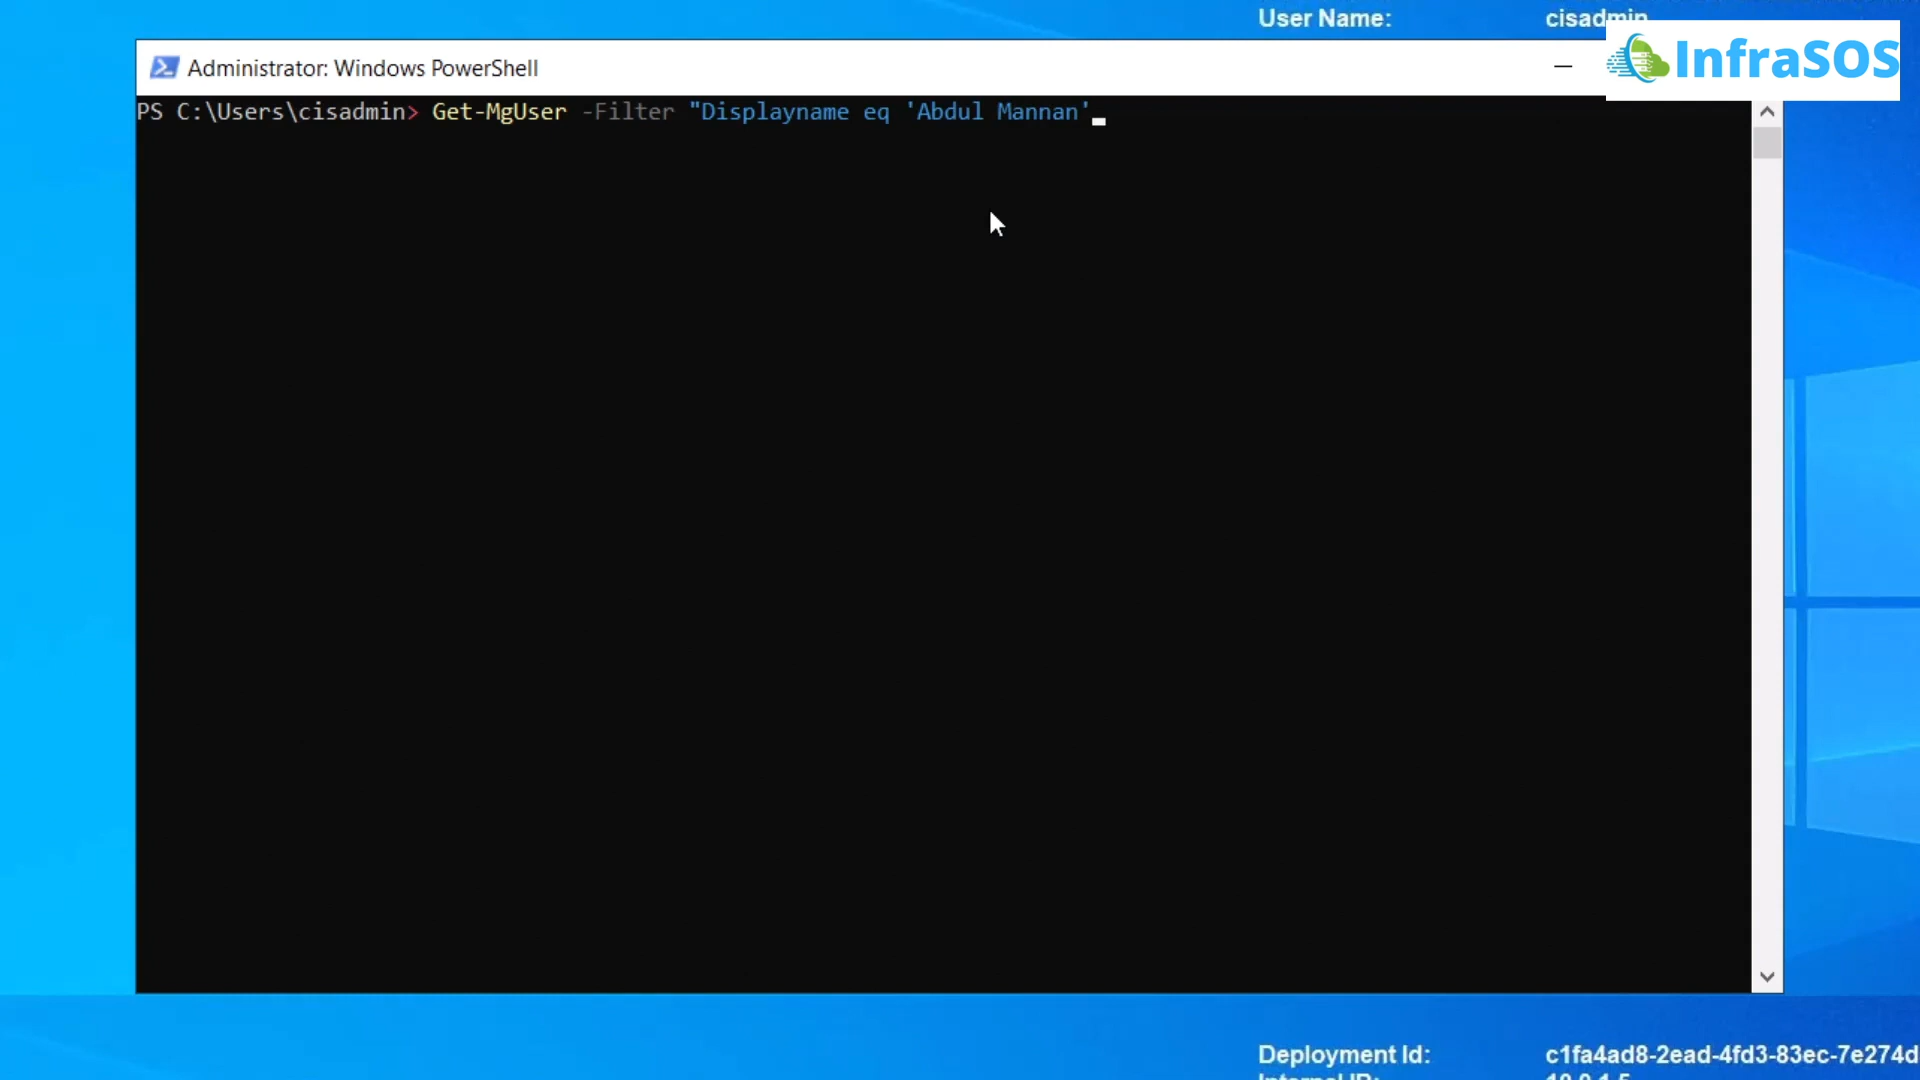 User Name: cisadmin
InfraSOS
Administrator: Windows PowerShell
PS C:\Users\cisadmin> Get-MgUser -Filter "Displayname eq 'Abdul Mannan'
Deployment Id: c1fa4ad8-2ead-4fd3-83ec-7e274d